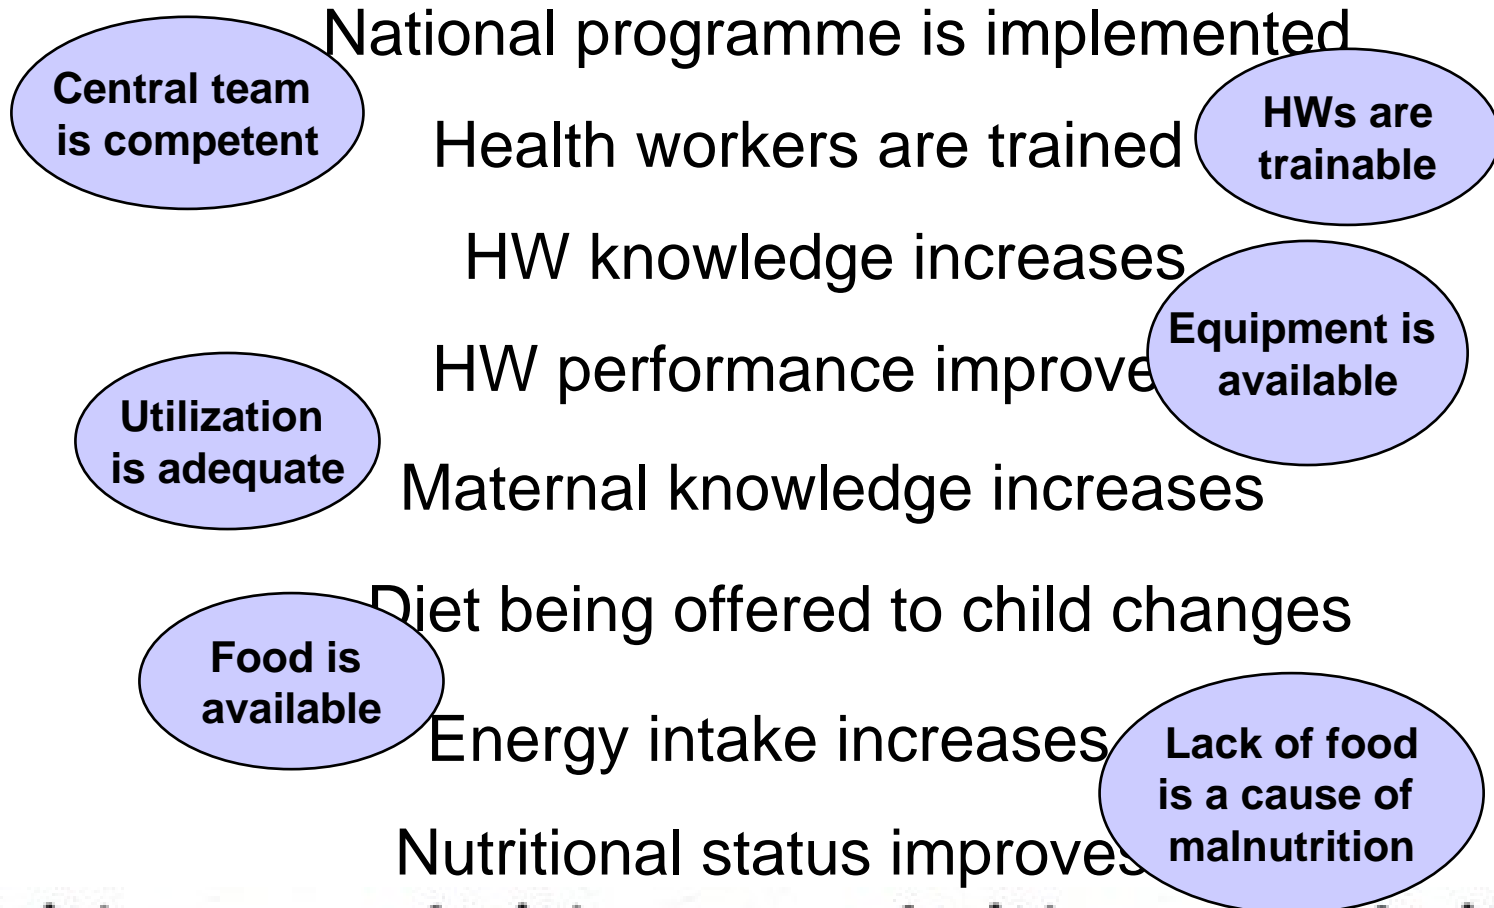 National programme is implemented
Central team
is competent
HWs are
trainable
Health workers are trained
HW knowledge increases
Equipment is
available
HW performance improve
Utilization
is adequate
Maternal knowledge increases
Diet being offered to child changes
Food is
available
Energy intake increases
Lack of food
is a cause of
malnutrition
Nutritional status improves